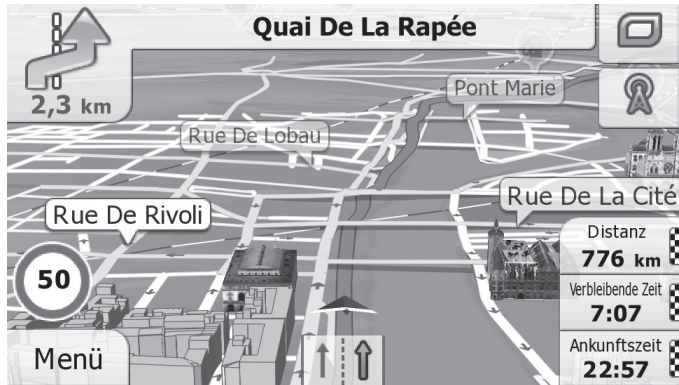 Quai De La Rapée
2,3 km
Pont Marie
Rue De Lobau
Rue De La Cité
Rue De Rivoli
Distanz
776 km
50
Verbleibende Zeit
7:07
Menü
Ankunftszeit
22:57